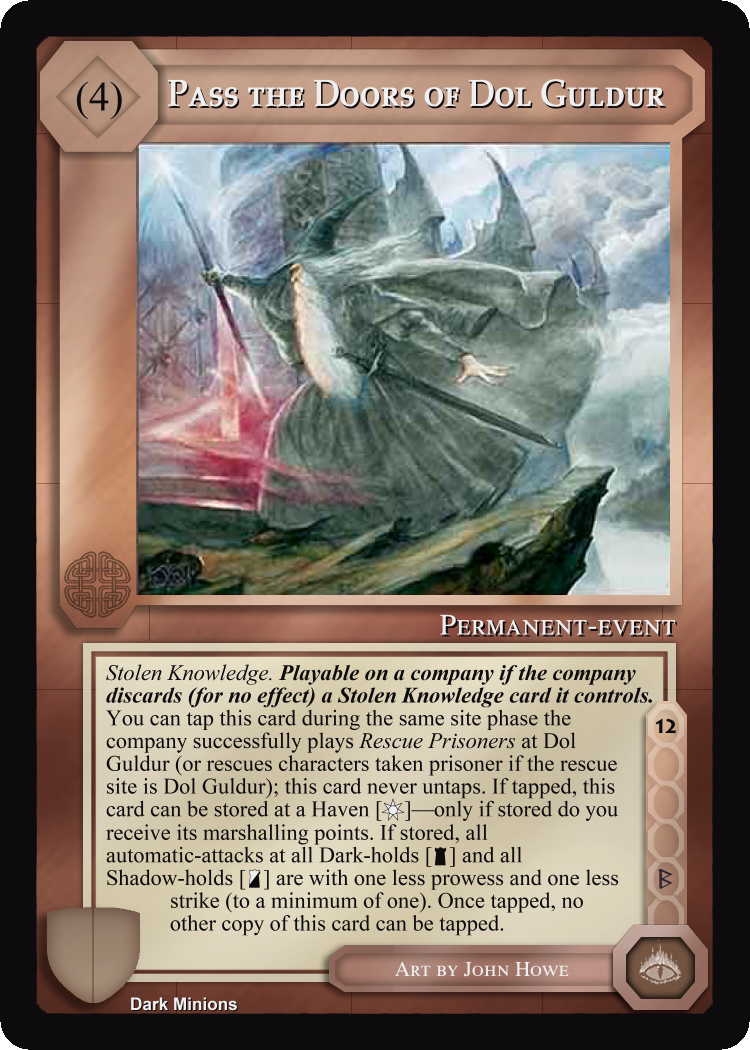 (4)
Pass the Doors of Dol Guldur
Permanent-event
Stolen Knowledge. Playable on a company if the company
discards (for no effect) a Stolen Knowledge card it controls.
You can tap this card during the same site phase the
company successfully plays Rescue Prisoners at Dol
Guldur (or rescues characters taken prisoner if the rescue
site is Dol Guldur); this card never untaps. If tapped, this
card can be stored at a Haven [ ]—only if stored do you
receive its marshalling points. If stored, all
automatic-attacks at all Dark-holds [ ] and all
Shadow-holds [ ] are with one less prowess and one less
strike (to a minimum of one). Once tapped, no
other copy of this card can be tapped.
12
ᛒ
Art by John Howe
Dark Minions